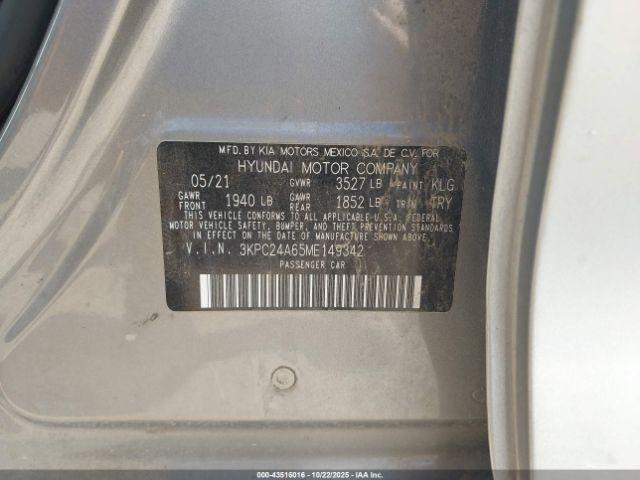 MFD. BY KIA MOTORS MEXICO S.A. DE C.V. FOR
HYUNDAI MOTOR COMPANY
05/21 GVWR 3527 LB PAINT KLG
GAWR FRONT 1940 LB GAWR REAR 1852 LB TRIM TRY
THIS VEHICLE CONFORMS TO ALL APPLICABLE U.S.A. FEDERAL
MOTOR VEHICLE SAFETY, BUMPER, AND THEFT PREVENTION STANDARDS
IN EFFECT ON THE DATE OF MANUFACTURE SHOWN ABOVE.
V.I.N. 3KPC24A65ME149342
PASSENGER CAR
000-43516016 - 10/22/2025 - IAAI.COM